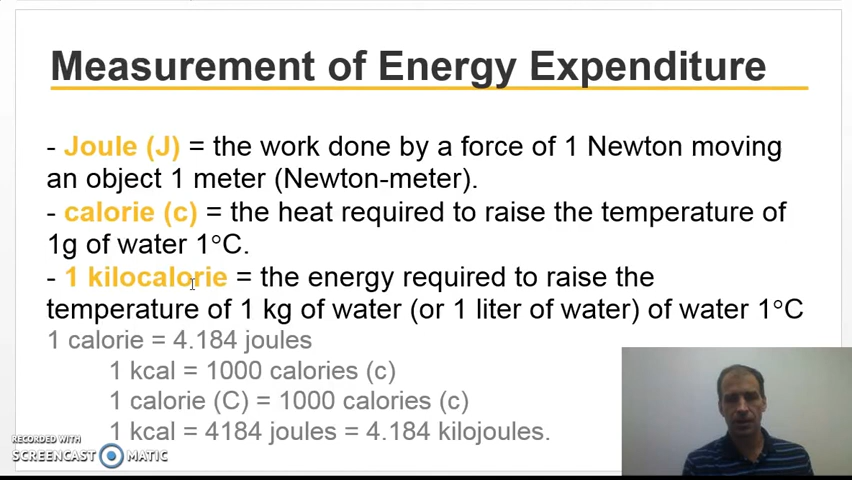 Measurement of Energy Expenditure
- Joule (J) = the work done by a force of 1 Newton moving
an object 1 meter (Newton-meter).
- calorie (c) = the heat required to raise the temperature of
1g of water 1°C.
- 1 kilocalorie = the energy required to raise the
temperature of 1 kg of water (or 1 liter of water) of water 1°C
1 calorie = 4.184 joules
1 kcal = 1000 calories (c)
1 calorie (C) = 1000 calories (c)
1 kcal = 4184 joules = 4.184 kilojoules.
RECORDED WITH
SCREENCAST MATIC